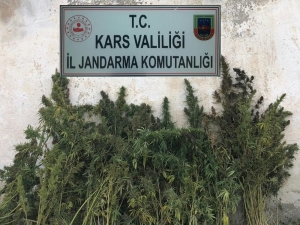 T.C.
KARS VALİLİĞİ
İL JANDARMA KOMUTANLIĞI